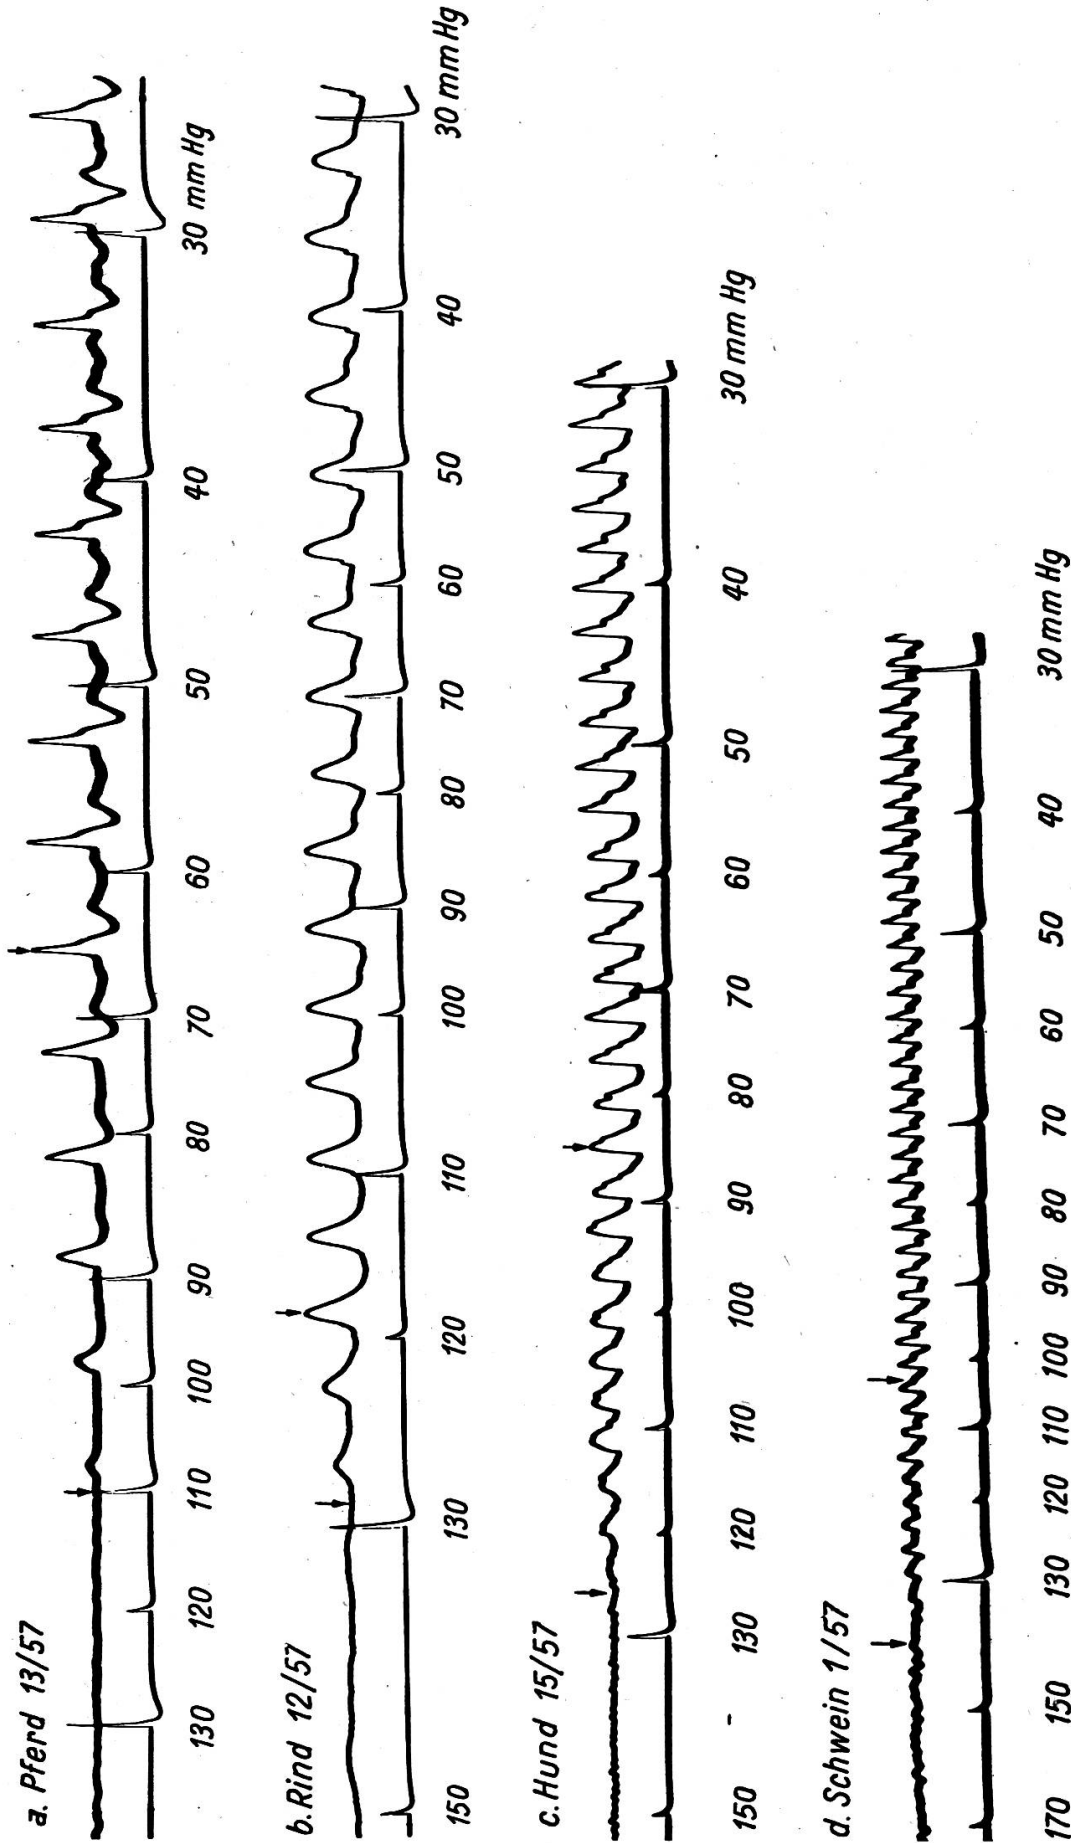 a. Pferd 13/57
130 120 110 100 90 80 70 60 50 40 30 mm Hg
b. Rind 12/57
150 130 120 110 100 90 80 70 60 50 40 30 mm Hg
c. Hund 15/57
150 - 130 120 110 100 90 80 70 60 50 40 30 mm Hg
d. Schwein 1/57
170 150 130 120 110 100 90 80 70 60 50 40 30 mm Hg